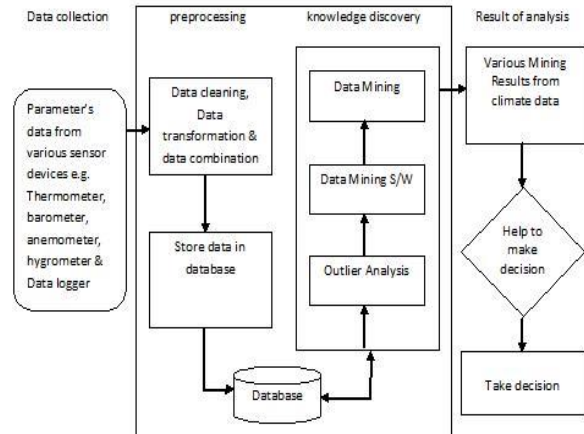 Data collection
preprocessing
knowledge discovery
Result of analysis
Parameter's
data from
various sensor
devices e.g.
Thermometer,
barometer,
anemometer,
hygrometer &
Data logger
Data cleaning,
Data
transformation &
data combination
Store data in
database
Database
Data Mining
Data Mining S/W
Outlier Analysis
Various Mining
Results from
climate data
Help to
make
decision
Take decision